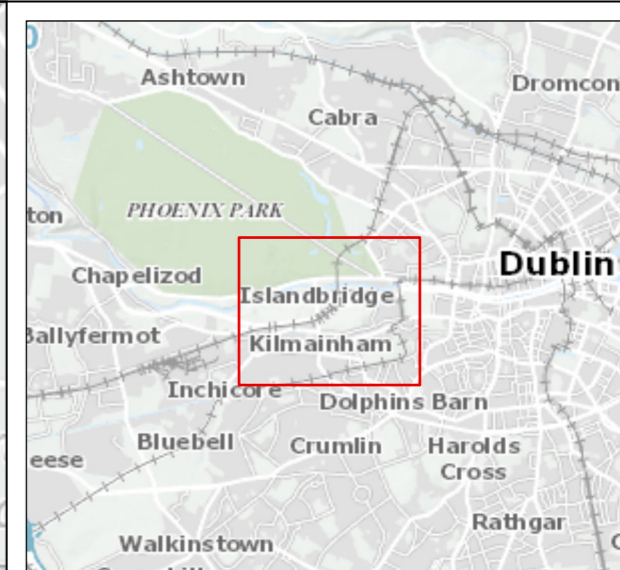 Ashtown
Dromcon
Cabra
PHOENIX PARK
ton
Dublin
Chapelizod
Islandbridge
Ballyfermot
Kilmainham
Inchicore
Dolphins Barn
Bluebell
Crumlin
Harolds
Cross
eese
Rathgar
Walkinstown